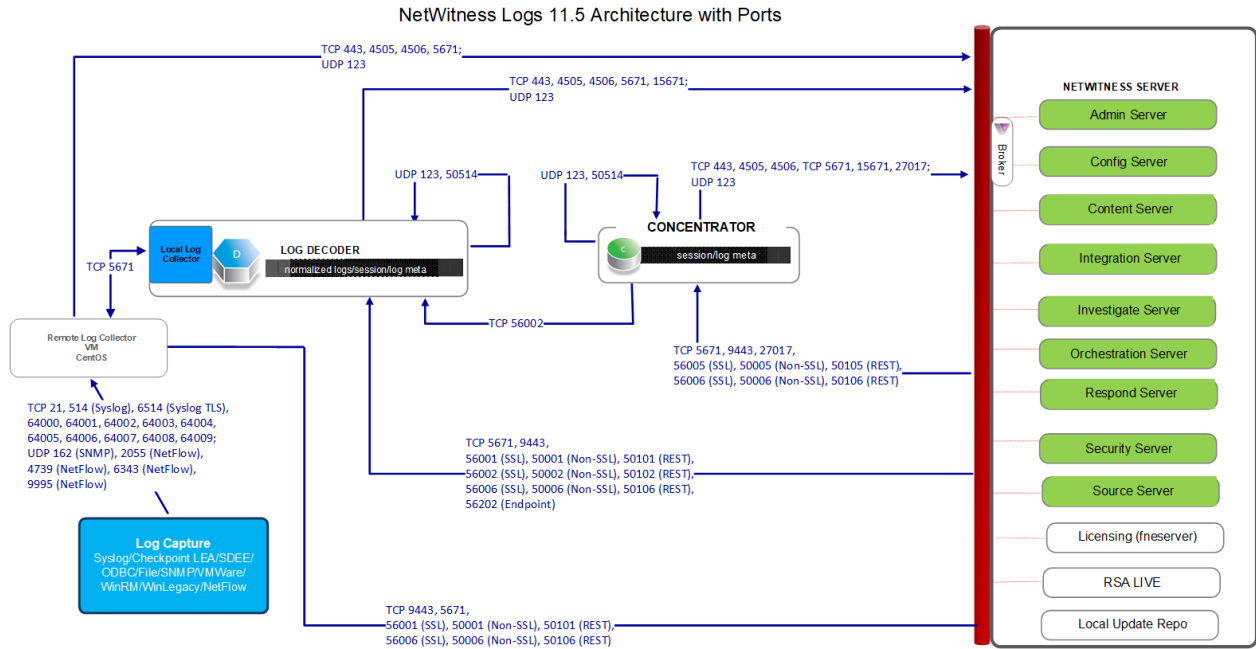 NetWitness Logs 11.5 Architecture with Ports
TCP 443, 4505, 4506, 5671;
UDP 123
TCP 443, 4505, 4506, 5671, 15671;
UDP 123
UDP 123, 50514
UDP 123, 50514
TCP 443, 4505, 4506, TCP 5671, 15671, 27017;
UDP 123
Local Log
Collector
D
LOG DECODER
normalized logs/session/log meta
CONCENTRATOR
C
session/log meta
TCP 5671
TCP 56002
Remote Log Collector
VM
CentOS
TCP 5671, 9443, 27017,
56005 (SSL), 50005 (Non-SSL), 50105 (REST),
56006 (SSL), 50006 (Non-SSL), 50106 (REST)
TCP 21, 514 (Syslog), 6514 (Syslog TLS),
64000, 64001, 64002, 64003, 64004,
64005, 64006, 64007, 64008, 64009;
UDP 162 (SNMP), 2055 (NetFlow),
4739 (NetFlow), 6343 (NetFlow),
9995 (NetFlow)
TCP 5671, 9443,
56001 (SSL), 50001 (Non-SSL), 50101 (REST),
56002 (SSL), 50002 (Non-SSL), 50102 (REST),
56006 (SSL), 50006 (Non-SSL), 50106 (REST),
56202 (Endpoint)
Log Capture
Syslog/Checkpoint LEA/SDEE/
ODBC/File/SNMP/VMWare/
WinRM/WinLegacy/NetFlow
TCP 9443, 5671,
56001 (SSL), 50001 (Non-SSL), 50101 (REST),
56006 (SSL), 50006 (Non-SSL), 50106 (REST)
Broker
NETWITNESS SERVER
Admin Server
Config Server
Content Server
Integration Server
Investigate Server
Orchestration Server
Respond Server
Security Server
Source Server
Licensing (fneserver)
RSA LIVE
Local Update Repo